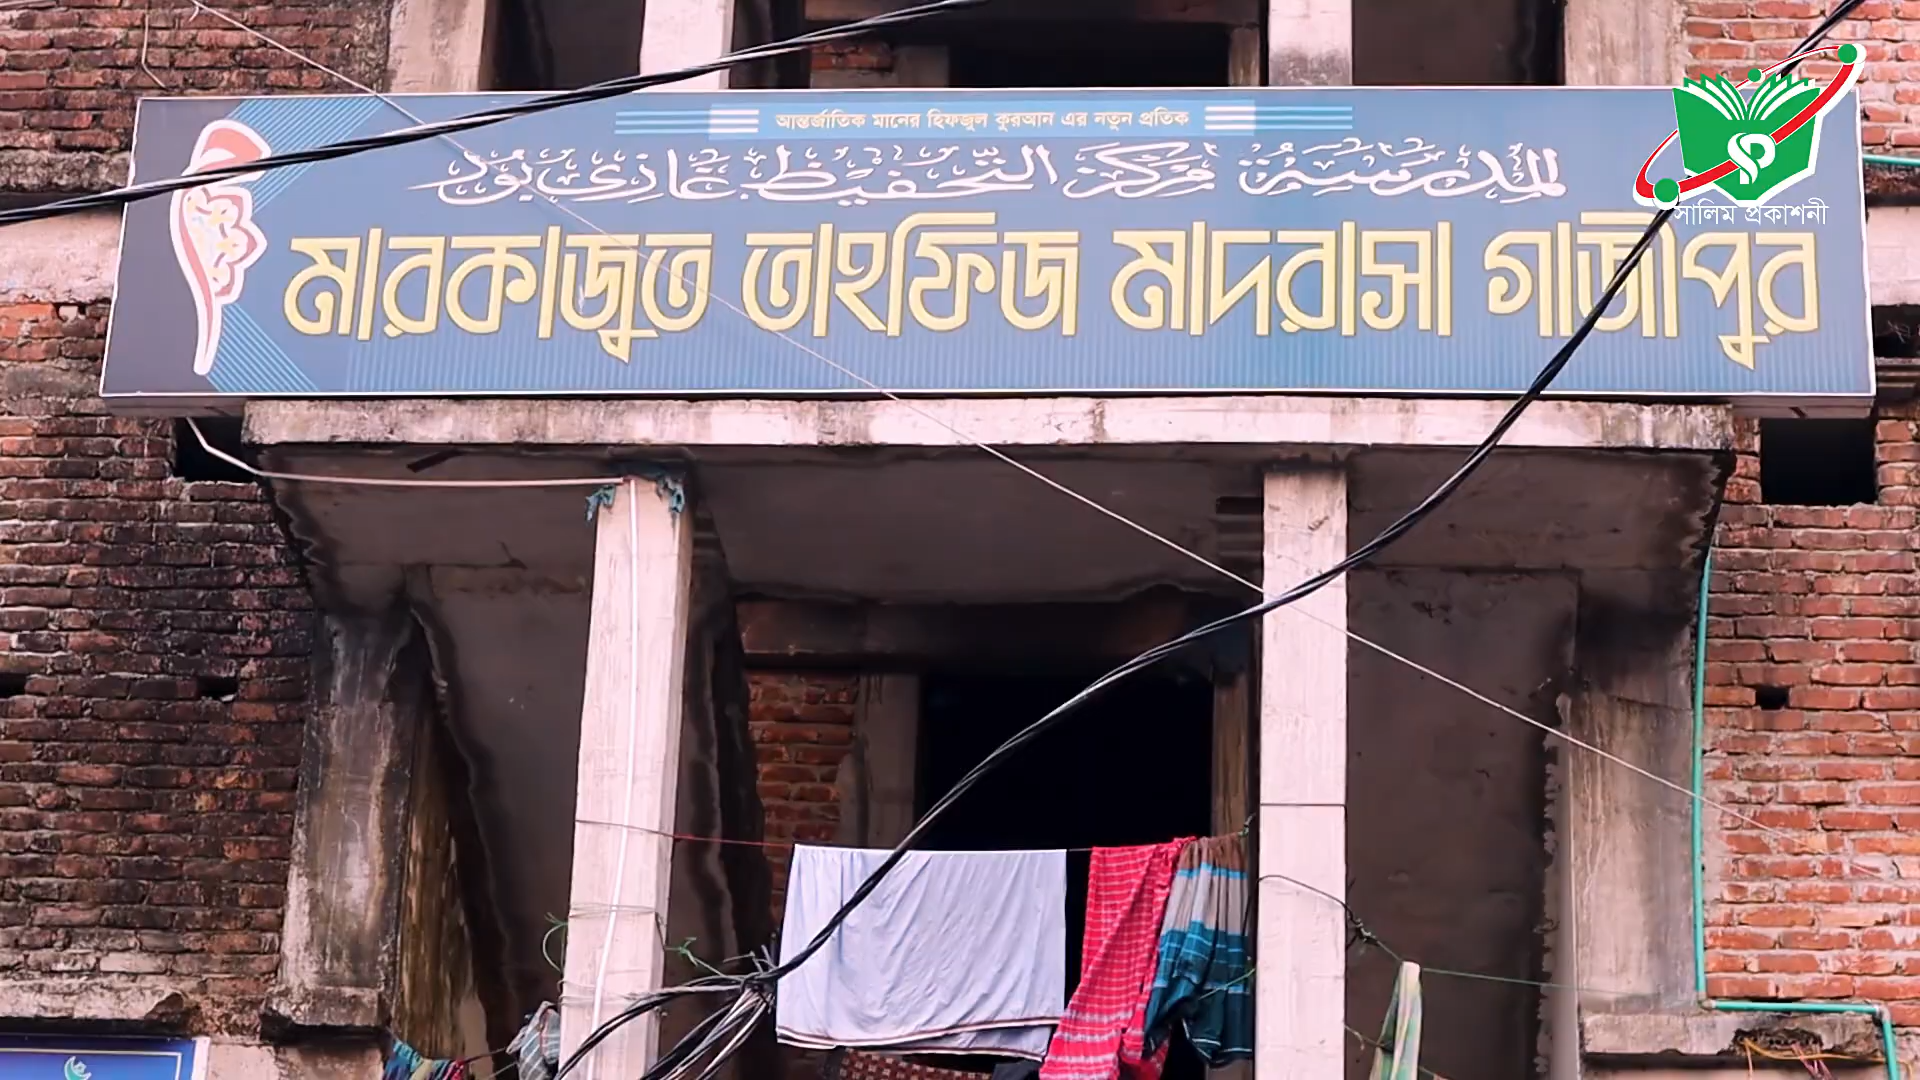 আন্তর্জাতিক মানের হিফজুল কুরআন এর নতুন প্রতিক
المدرسة مركز التحفيظ غازي بور
মারকাজুত তাহফিজ মাদরাসা গাজীপুর
সালিম প্রকাশনী